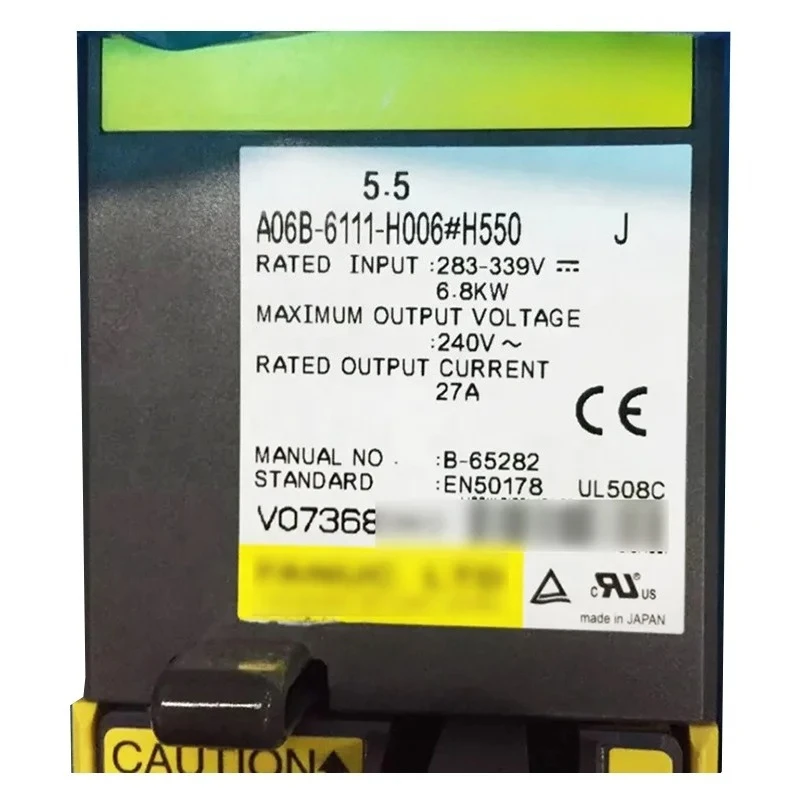 5.5
A06B-6111-H006#H550 J
RATED INPUT :283-339V ⎓
6.8KW
MAXIMUM OUTPUT VOLTAGE
:240V ~
RATED OUTPUT CURRENT
27A
CE
MANUAL NO . :B-65282
STANDARD :EN50178 UL508C
V07368
c RU US
made in JAPAN
CAUTION